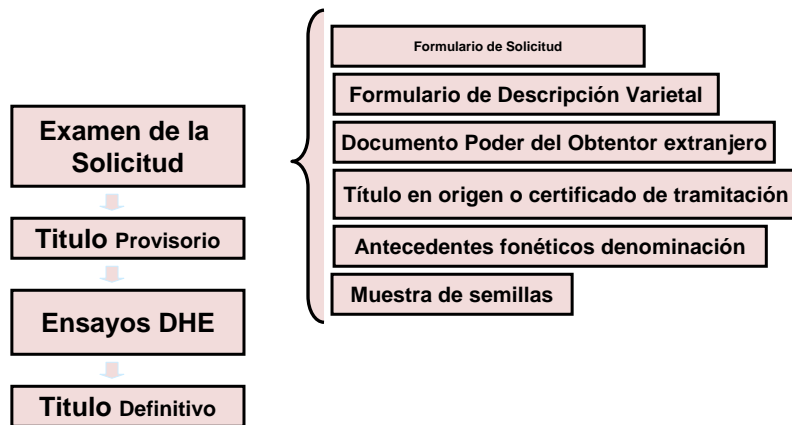 Examen de la
Solicitud
Titulo Provisorio
Ensayos DHE
Titulo Definitivo
Formulario de Solicitud
Formulario de Descripción Varietal
Documento Poder del Obtentor extranjero
Título en origen o certificado de tramitación
Antecedentes fonéticos denominación
Muestra de semillas